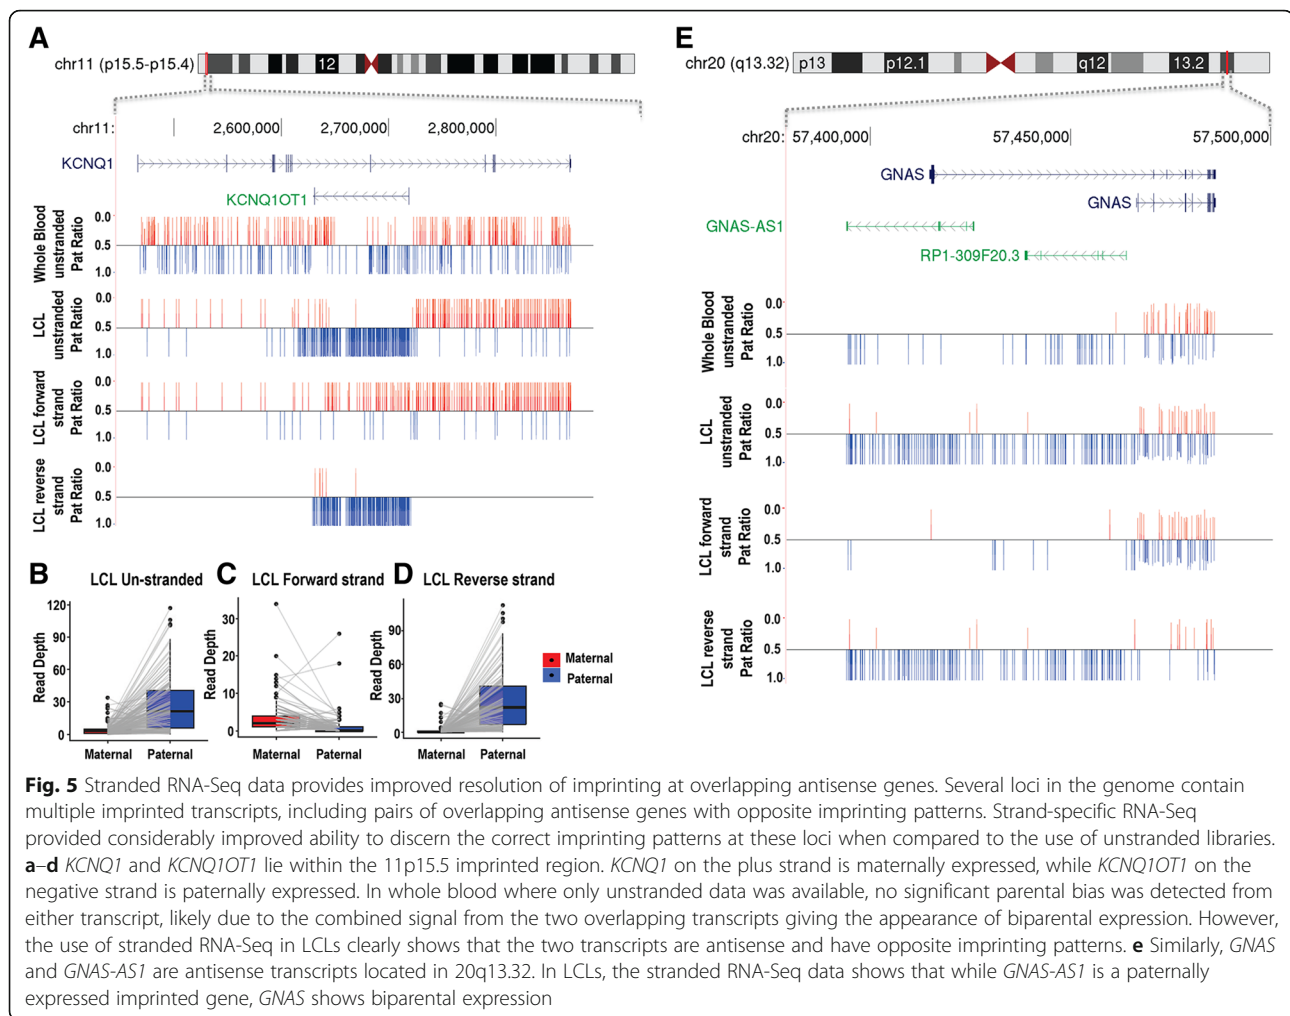 A
chr11 (p15.5-p15.4)
12
chr11:
2,600,000
2,700,000
2,800,000
KCNQ1
KCNQ1OT1
Whole Blood
unstranded
Pat Ratio
0.0
0.5
1.0
LCL
unstranded
Pat Ratio
0.0
0.5
1.0
LCL forward
strand
Pat Ratio
0.0
0.5
1.0
LCL reverse
strand
Pat Ratio
0.0
0.5
1.0
B
LCL Un-stranded
Read Depth
120
90
60
30
0
Maternal
Paternal
C
LCL Forward strand
Read Depth
30
20
10
0
Maternal
Paternal
D
LCL Reverse strand
Read Depth
90
60
30
0
Maternal
Paternal
Maternal
Paternal
E
chr20 (q13.32)
p13
p12.1
q12
13.2
chr20:
57,400,000
57,450,000
57,500,000
GNAS
GNAS
GNAS-AS1
RP1-309F20.3
Whole Blood
unstranded
Pat Ratio
0.0
0.5
1.0
LCL
unstranded
Pat Ratio
0.0
0.5
1.0
LCL forward
strand
Pat Ratio
0.0
0.5
1.0
LCL reverse
strand
Pat Ratio
0.0
0.5
1.0
Fig. 5 Stranded RNA-Seq data provides improved resolution of imprinting at overlapping antisense genes. Several loci in the genome contain
multiple imprinted transcripts, including pairs of overlapping antisense genes with opposite imprinting patterns. Strand-specific RNA-Seq
provided considerably improved ability to discern the correct imprinting patterns at these loci when compared to the use of unstranded libraries.
a–d KCNQ1 and KCNQ1OT1 lie within the 11p15.5 imprinted region. KCNQ1 on the plus strand is maternally expressed, while KCNQ1OT1 on the
negative strand is paternally expressed. In whole blood where only unstranded data was available, no significant parental bias was detected from
either transcript, likely due to the combined signal from the two overlapping transcripts giving the appearance of biparental expression. However,
the use of stranded RNA-Seq in LCLs clearly shows that the two transcripts are antisense and have opposite imprinting patterns. e Similarly, GNAS
and GNAS-AS1 are antisense transcripts located in 20q13.32. In LCLs, the stranded RNA-Seq data shows that while GNAS-AS1 is a paternally
expressed imprinted gene, GNAS shows biparental expression